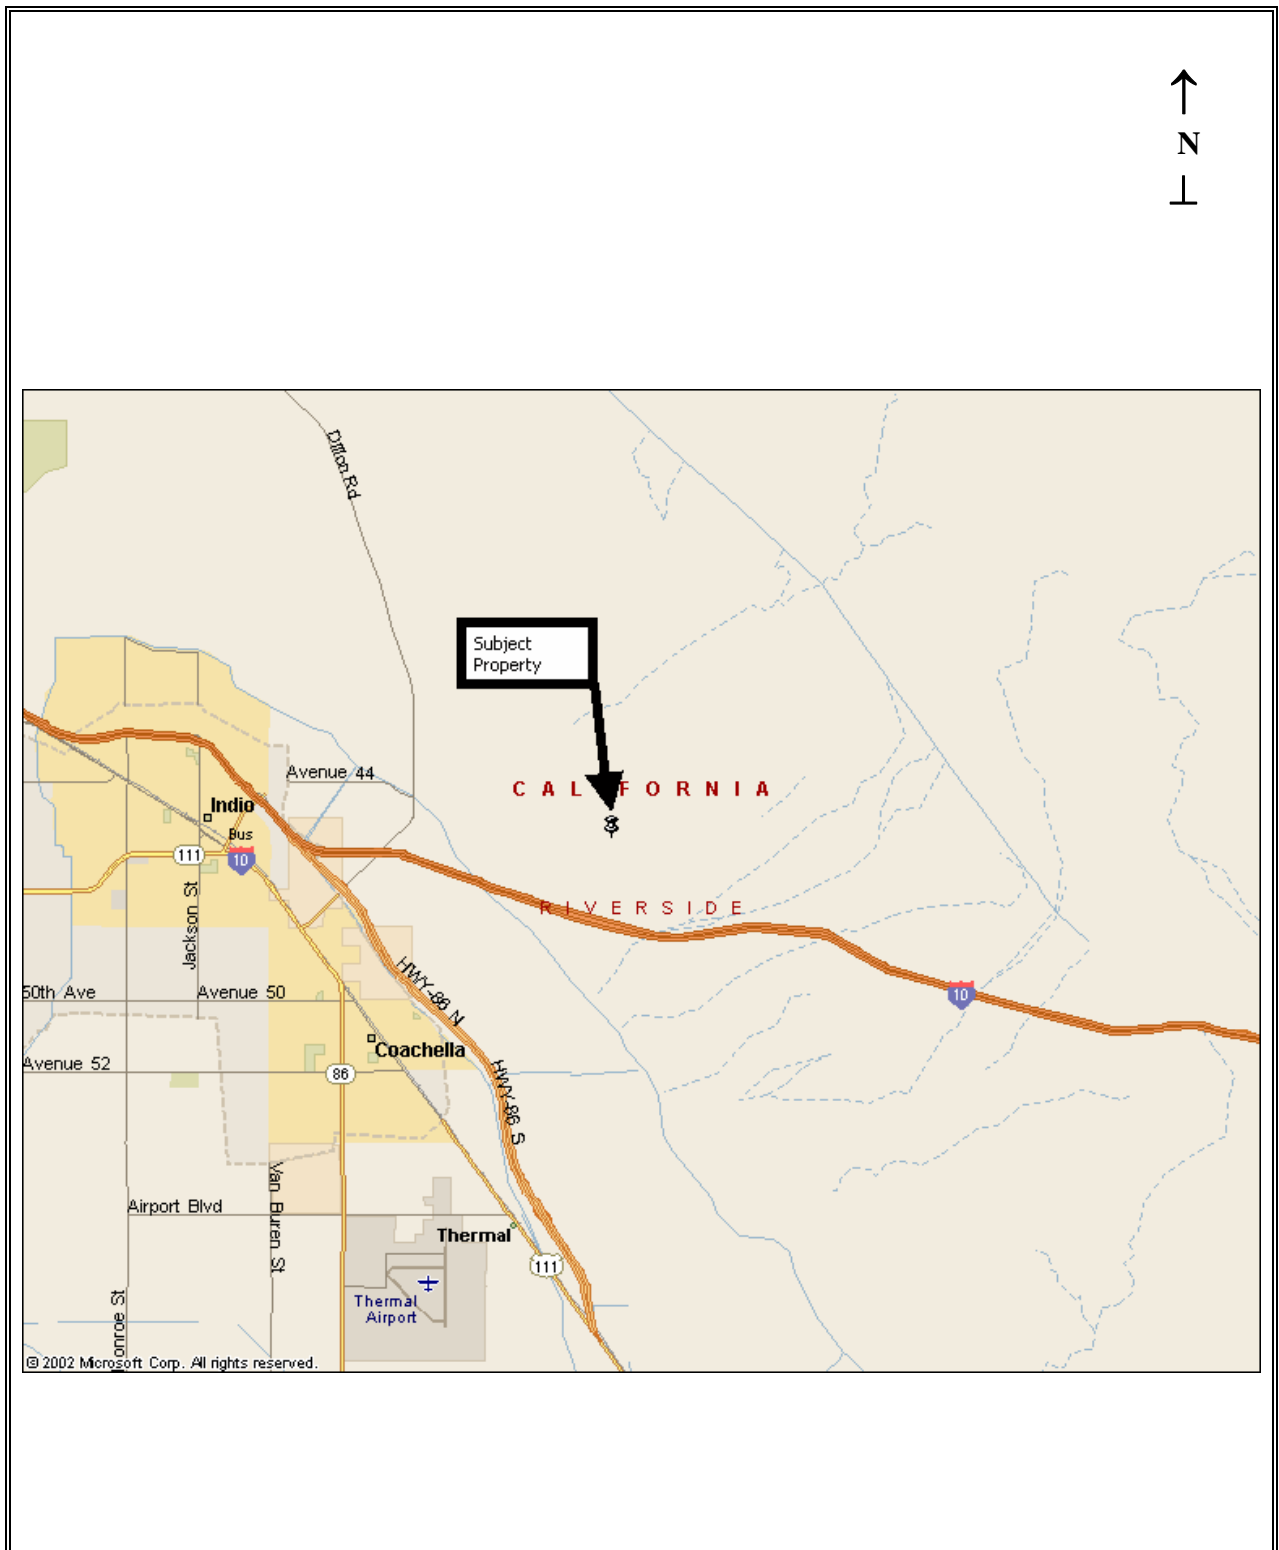 N
Dillon Rd
Subject
Property
Avenue 44
CALIFORNIA
Indio
Bus
111
10
RIVERSIDE
Jackson St
HWY-86 N
50th Ave
Avenue 50
10
Coachella
Avenue 52
86
HWY-86 S
Van Buren St
Airport Blvd
Thermal
111
Thermal
Airport
onroe St
© 2002 Microsoft Corp. All rights reserved.